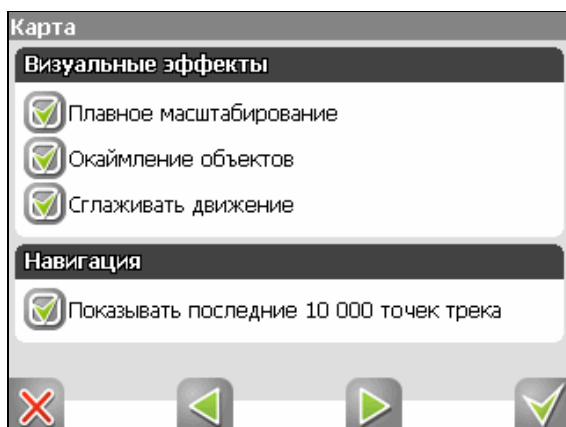 Карта
Визуальные эффекты
Плавное масштабирование
Окаймление объектов
Сглаживать движение
Навигация
Показывать последние 10 000 точек трека